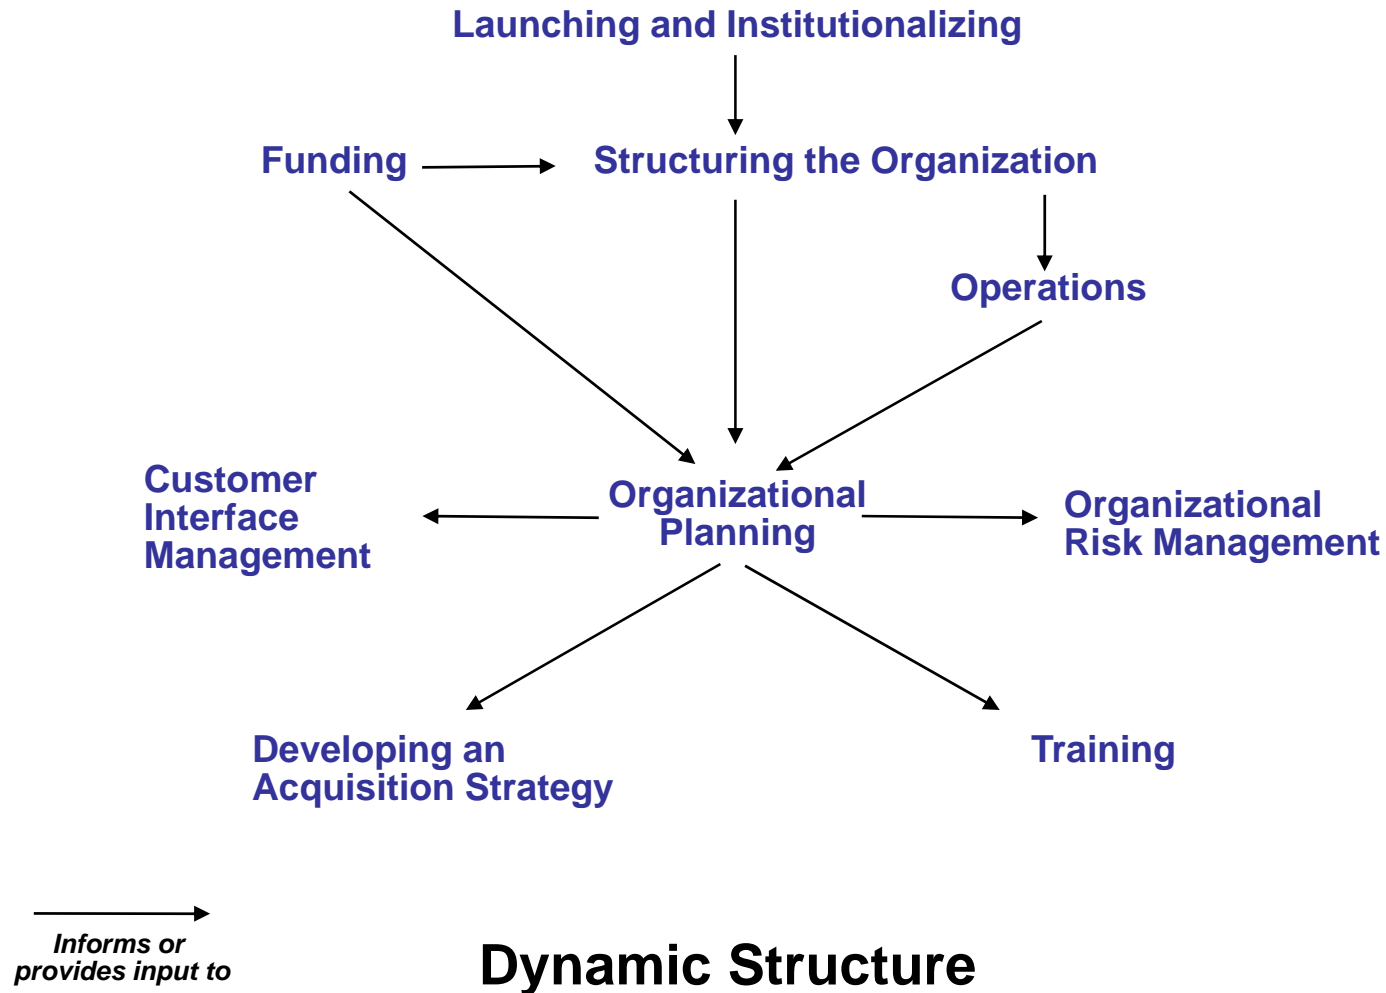 Launching and Institutionalizing
Funding
Structuring the Organization
Operations
Customer
Interface
Management
Organizational
Planning
Organizational
Risk Management
Developing an
Acquisition Strategy
Training
Informs or
provides input to
Dynamic Structure